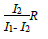 I₂
I₁- I₂ R